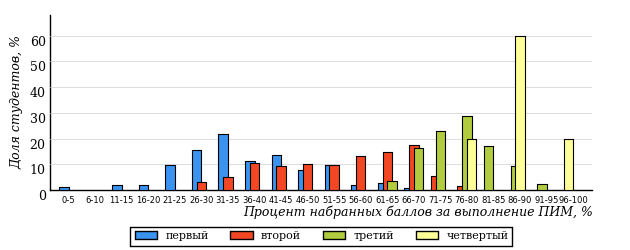 Доля студентов, %
60
50
40
30
20
10
0
0-5 6-10 11-15 16-20 21-25 26-30 31-35 36-40 41-45 46-50 51-55 56-60 61-65 66-70 71-75 76-80 81-85 86-90 91-95 96-100
Процент набранных баллов за выполнение ПИМ, %
первый второй третий четвертый